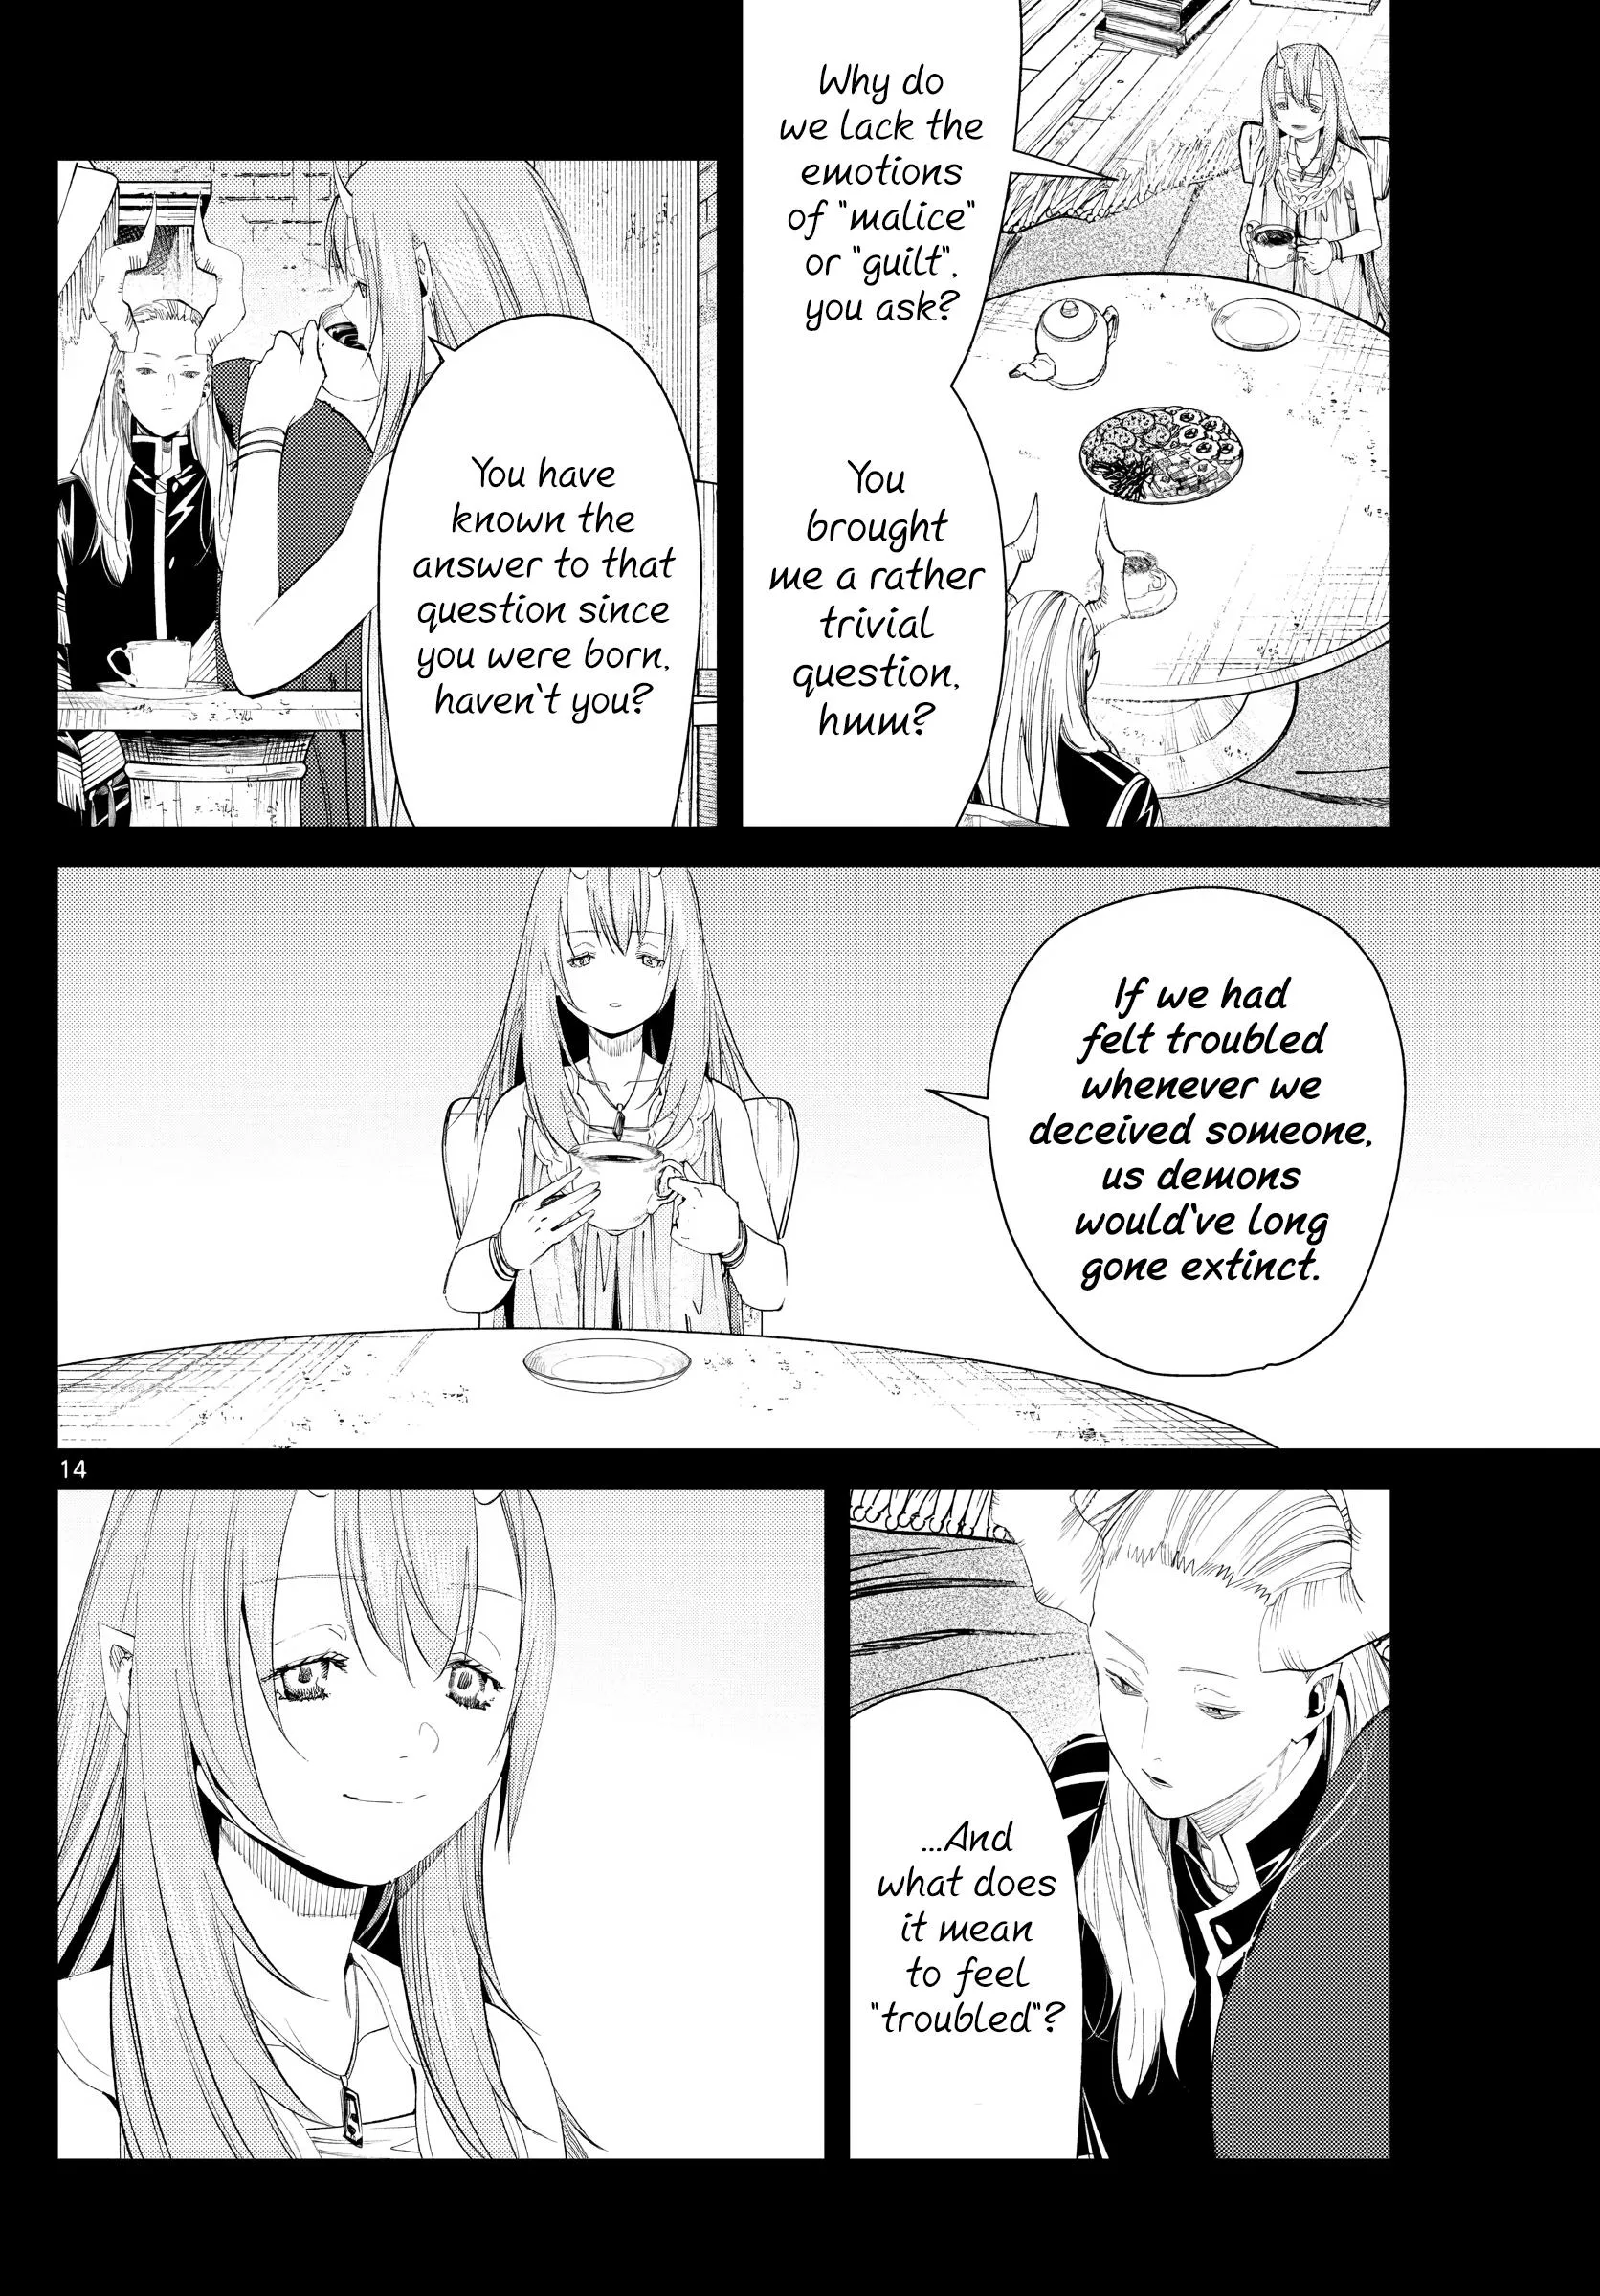 Why do
we lack the
emotions
of "malice"
or "guilt",
you ask?
You
brought
me a rather
trivial
question,
hmm?
You have
known the
answer to that
question since
you were born,
haven't you?
If we had
felt troubled
whenever we
deceived someone,
us demons
would've long
gone extinct.
...And
what does
it mean
to feel
"troubled"?
14